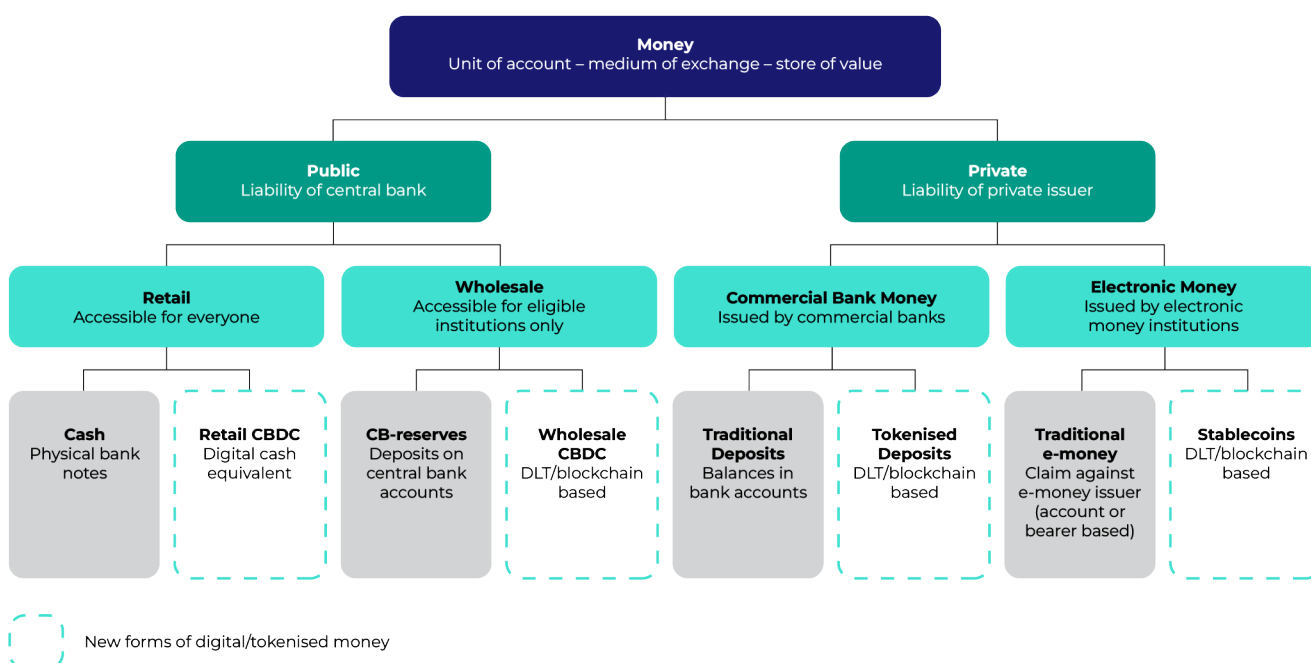 Money
Unit of account – medium of exchange – store of value
Public
Liability of central bank
Private
Liability of private issuer
Retail
Accessible for everyone
Wholesale
Accessible for eligible
institutions only
Commercial Bank Money
Issued by commercial banks
Electronic Money
Issued by electronic
money institutions
Cash
Physical bank
notes
Retail CBDC
Digital cash
equivalent
CB-reserves
Deposits on
central bank
accounts
Wholesale
CBDC
DLT/blockchain
based
Traditional
Deposits
Balances in
bank accounts
Tokenised
Deposits
DLT/blockchain
based
Traditional
e-money
Claim against
e-money issuer
(account or
bearer based)
Stablecoins
DLT/blockchain
based
New forms of digital/tokenised money